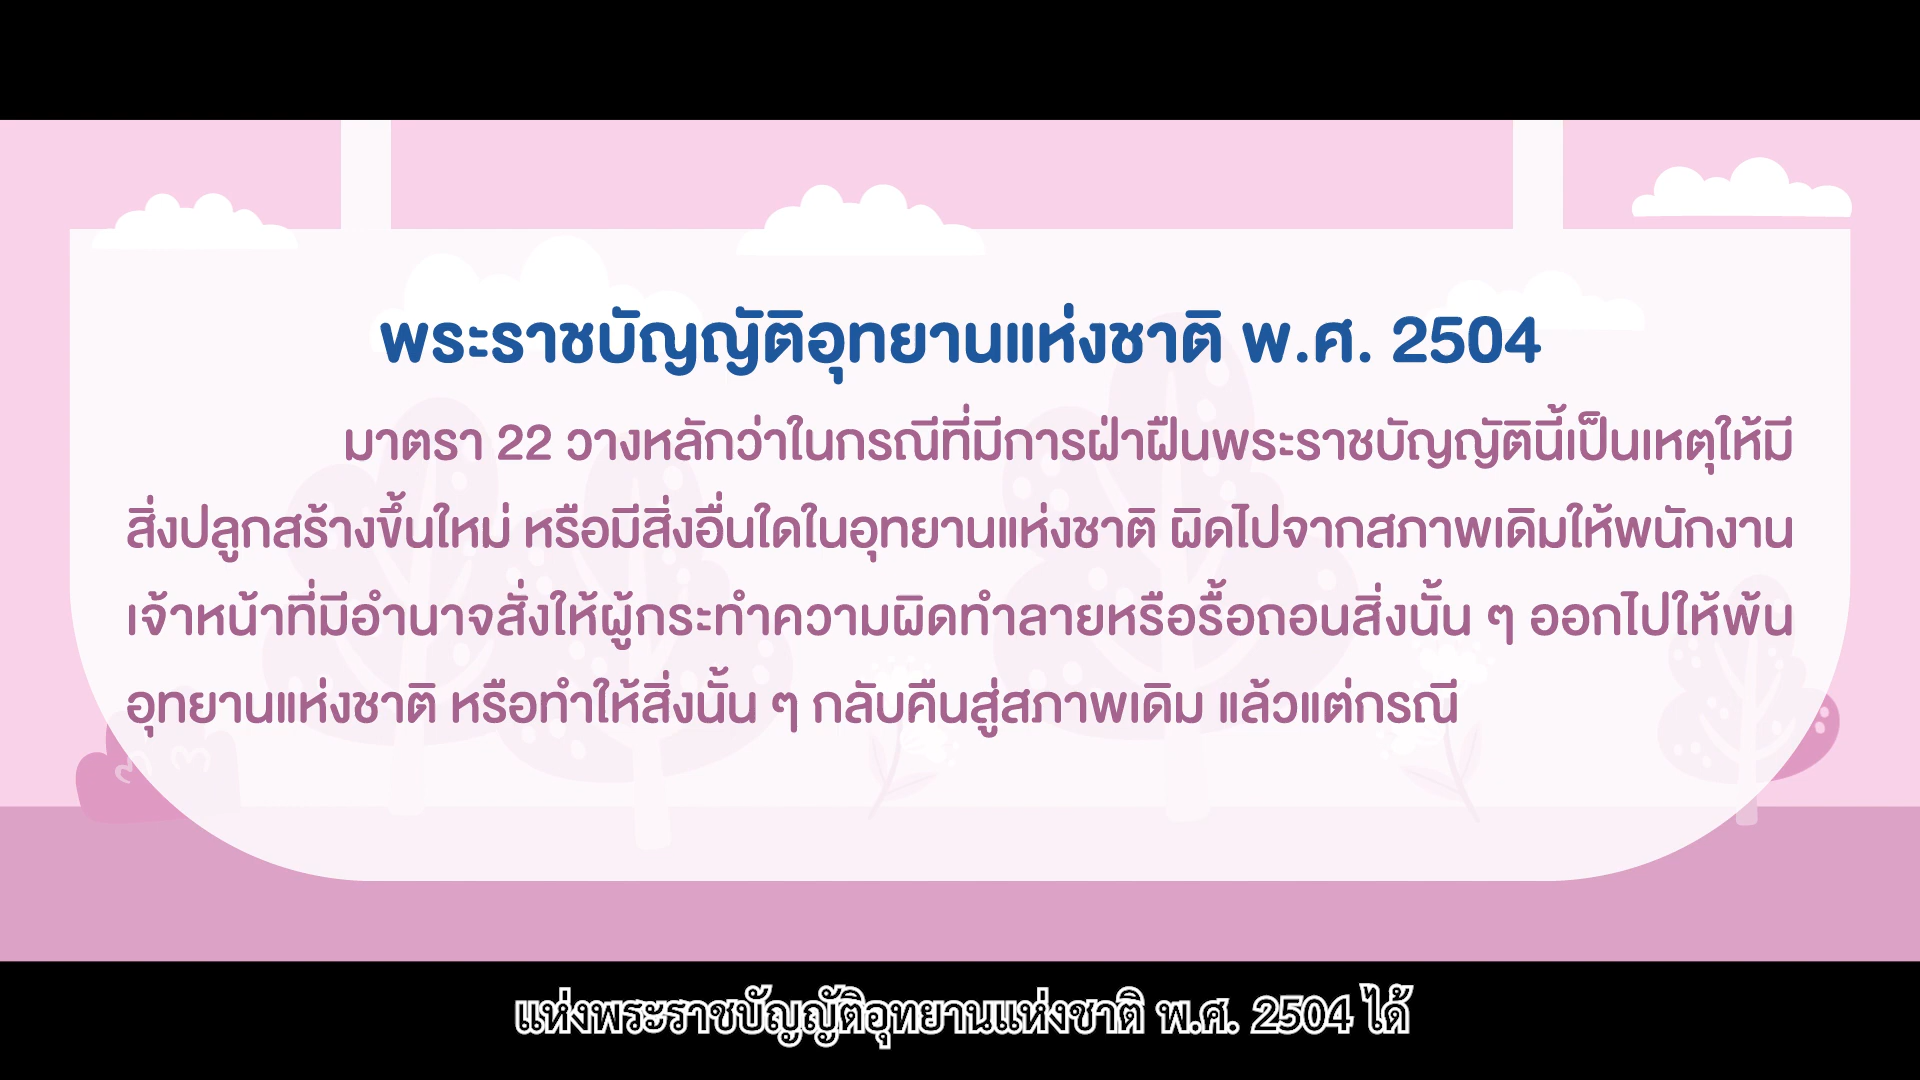 พระราชบัญญัติอุทยานแห่งชาติ พ.ศ. 2504
มาตรา 22 วางหลักว่าในกรณีที่มีการฝ่าฝืนพระราชบัญญัตินี้เป็นเหตุให้มี
สิ่งปลูกสร้างขึ้นใหม่ หรือมีสิ่งอื่นใดในอุทยานแห่งชาติ ผิดไปจากสภาพเดิมให้พนักงาน
เจ้าหน้าที่มีอำนาจสั่งให้ผู้กระทำความผิดทำลายหรือรื้อถอนสิ่งนั้น ๆ ออกไปให้พ้น
อุทยานแห่งชาติ หรือทำให้สิ่งนั้น ๆ กลับคืนสู่สภาพเดิม แล้วแต่กรณี
แห่งพระราชบัญญัติอุทยานแห่งชาติ พ.ศ. 2504 ได้